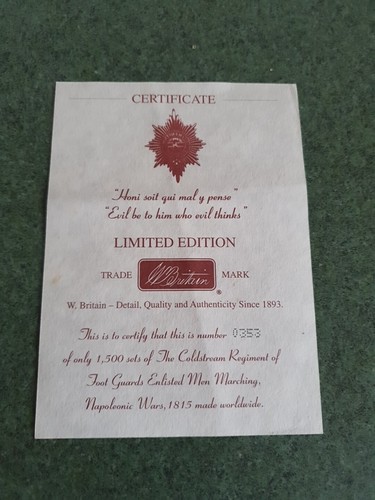 CERTIFICATE
"Honi soit qui mal y pense"
"Evil be to him who evil thinks"
LIMITED EDITION
TRADE W. Britain MARK
®
W. Britain – Detail, Quality and Authenticity Since 1893.
This is to certify that this is number 0353
of only 1,500 sets of The Coldstream Regiment of
Foot Guards Enlisted Men Marching,
Napoleonic Wars, 1815 made worldwide.